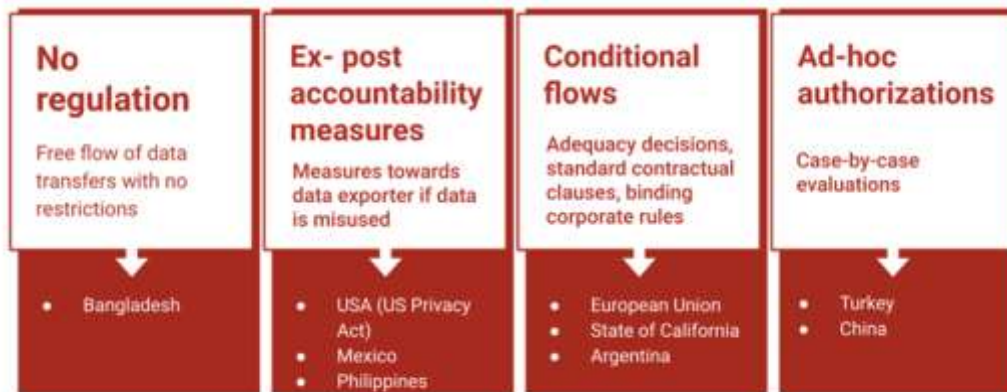 No
regulation
Free flow of data
transfers with no
restrictions
Bangladesh
Ex- post
accountability
measures
Measures towards
data exporter if data
is misused
USA (US Privacy
Act)
Mexico
Philippines
Conditional
flows
Adequacy decisions,
standard contractual
clauses, binding
corporate rules
European Union
State of California
Argentina
Ad-hoc
authorizations
Case-by-case
evaluations
Turkey
China